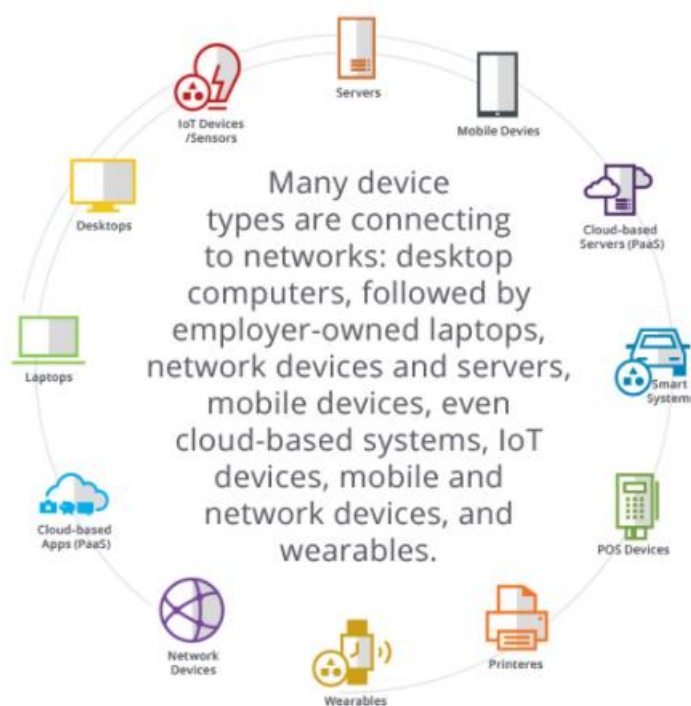 Servers
IoT Devices
/Sensors
Mobile Devies
Desktops
Cloud-based
Servers (PaaS)
Many device
types are connecting
to networks: desktop
computers, followed by
employer-owned laptops,
network devices and servers,
mobile devices, even
cloud-based systems, IoT
devices, mobile and
network devices, and
wearables.
Laptops
Smart
Systems
Cloud-based
Apps (PaaS)
POS Devices
Network
Devices
Printeres
Wearables